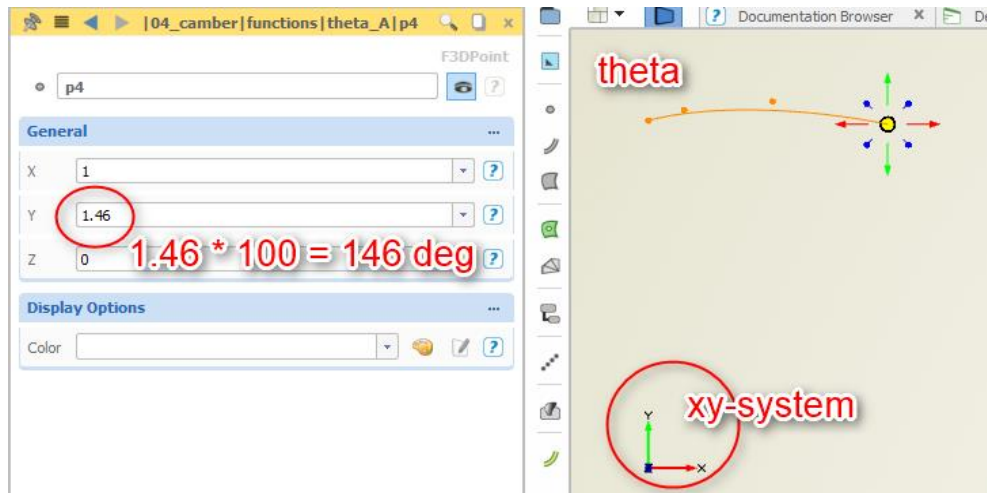 |04_camber|functions|theta_A|p4
F3DPoint
p4
General
X 1
Y 1.46
Z 0
1.46 * 100 = 146 deg
Display Options
Color
Documentation Browser
De
theta
xy-system
Y
X